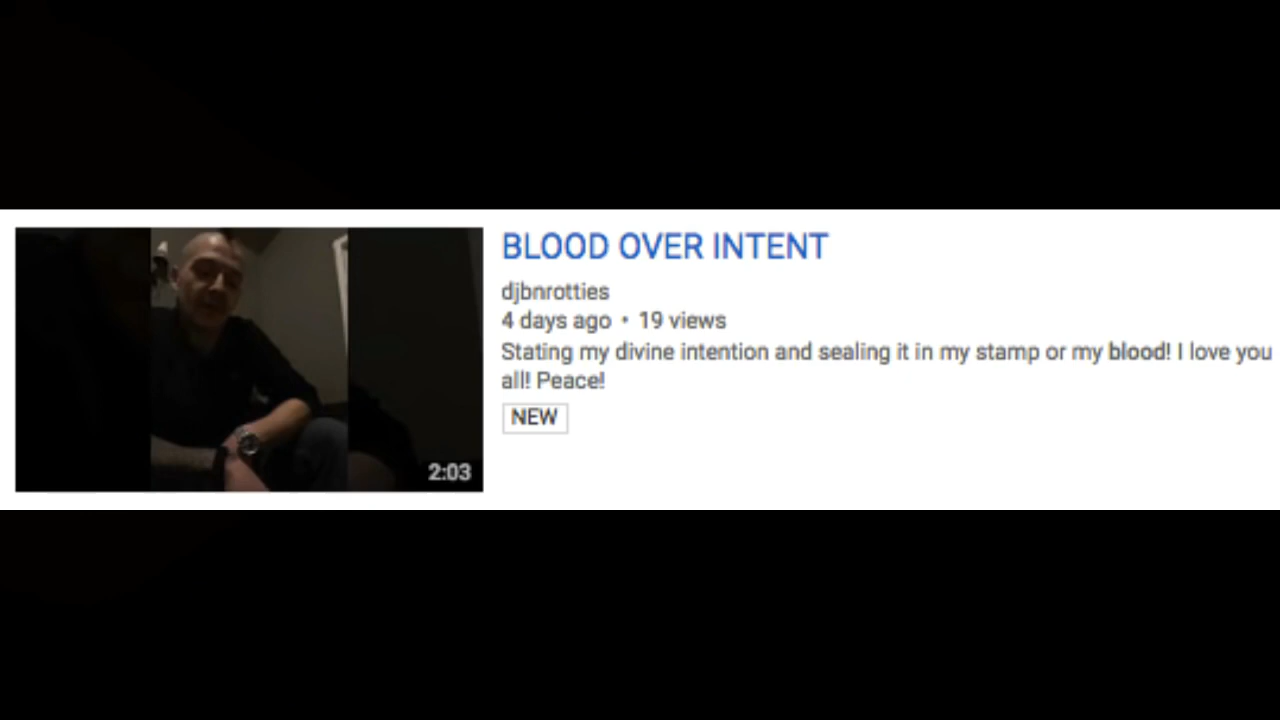 BLOOD OVER INTENT
djbnrotties
4 days ago • 19 views
Stating my divine intention and sealing it in my stamp or my blood! I love you
all! Peace!
NEW
2:03